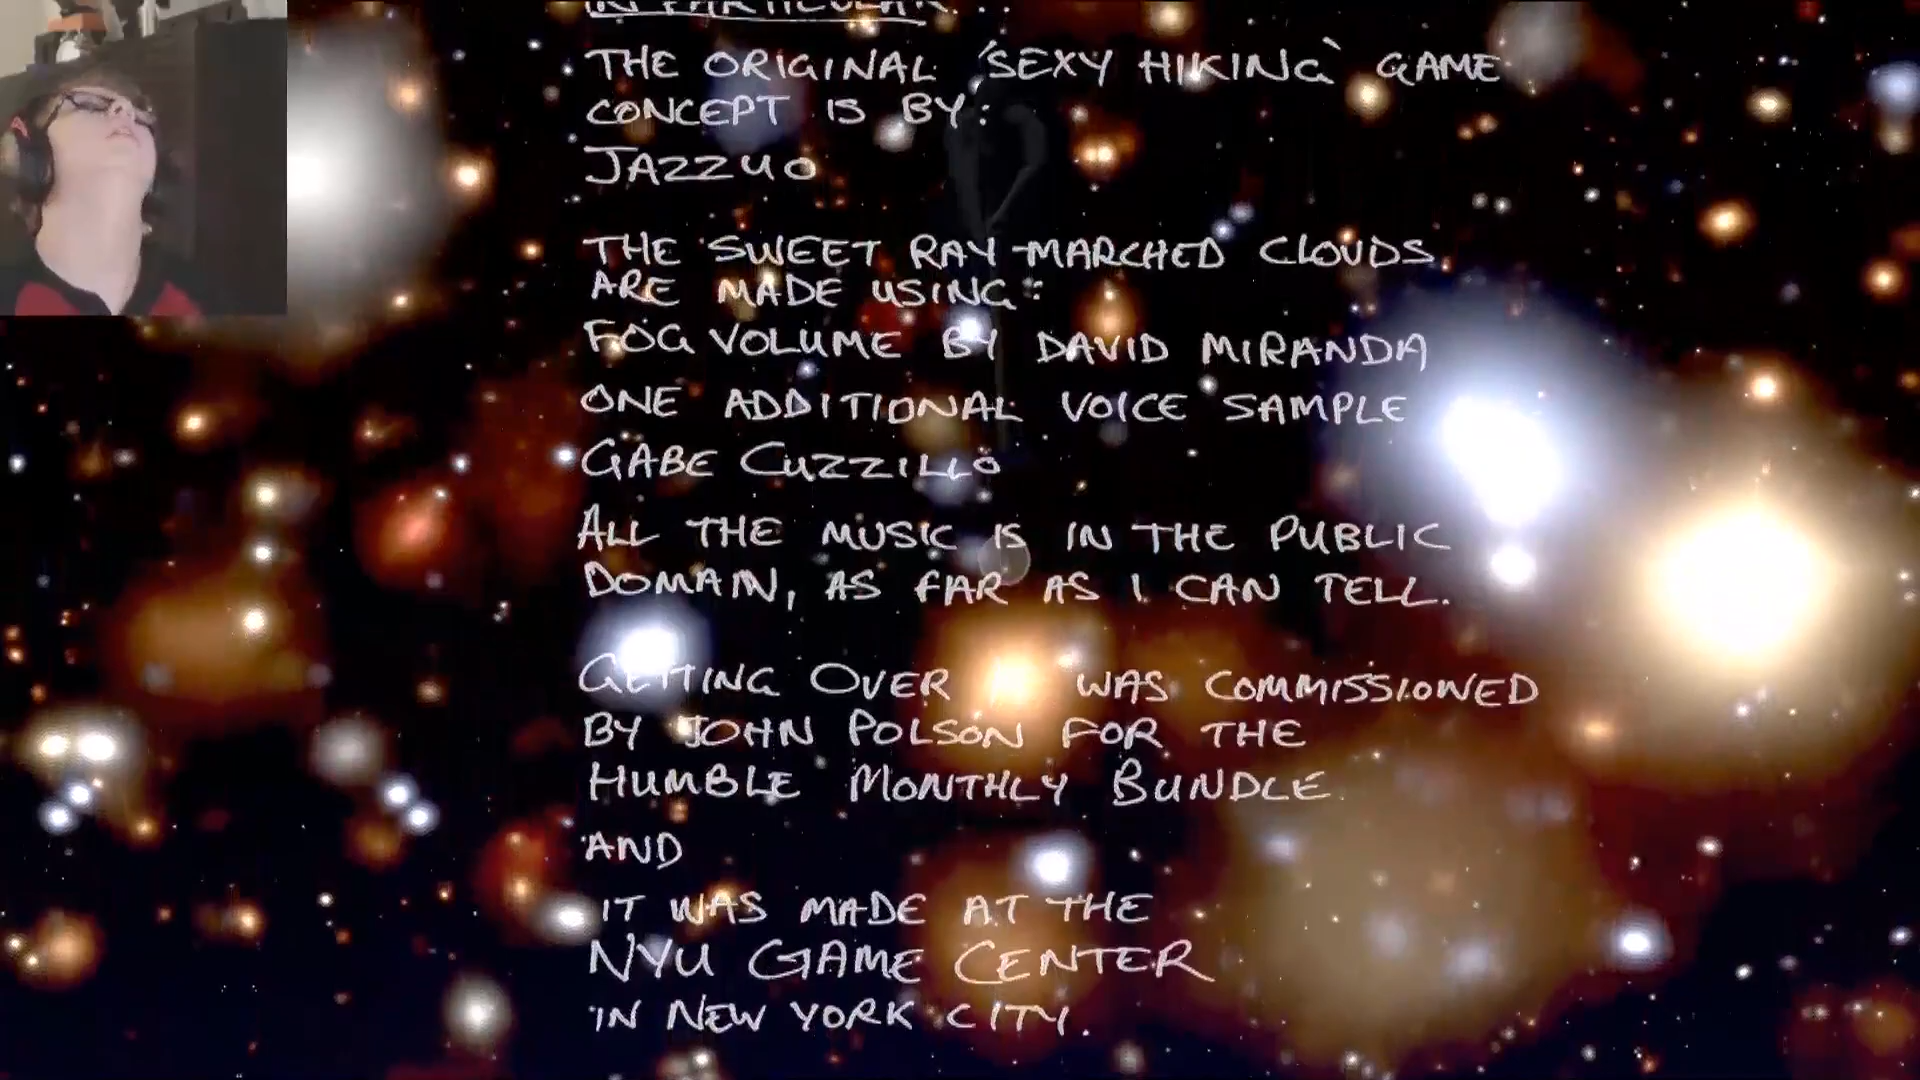 IN PARTICULAR...
THE ORIGINAL 'SEXY HIKING` GAME
CONCEPT IS BY:
JAZZUO
THE SWEET RAY-MARCHED CLOUDS
ARE MADE USING:
FOG VOLUME BY DAVID MIRANDA
ONE ADDITIONAL VOICE SAMPLE
GABE CUZZILLO
ALL THE MUSIC IS IN THE PUBLIC
DOMAIN, AS FAR AS I CAN TELL.
GETTING OVER IT WAS COMMISSIONED
BY JOHN POLSON FOR THE
HUMBLE MONTHLY BUNDLE
AND
IT WAS MADE AT THE
NYU GAME CENTER
IN NEW YORK CITY.